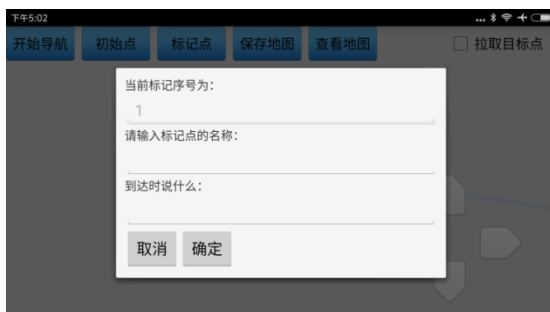 下午5:02
...
开始导航 初始点 标记点 保存地图 查看地图 拉取目标点
当前标记序号为:
1
请输入标记点的名称:
到达时说什么:
取消 确定